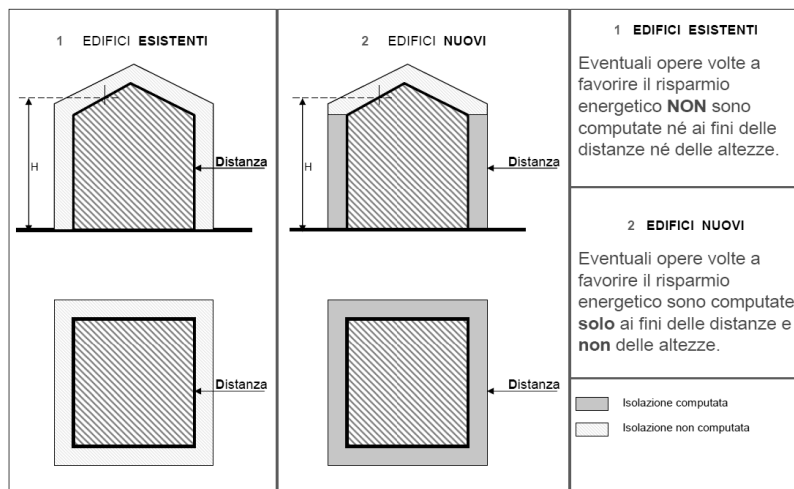 1 EDIFICI ESISTENTI
H
Distanza
Distanza
2 EDIFICI NUOVI
H
Distanza
Distanza
1 EDIFICI ESISTENTI
Eventuali opere volte a
favorire il risparmio
energetico NON sono
computate né ai fini delle
distanze né delle altezze.
2 EDIFICI NUOVI
Eventuali opere volte a
favorire il risparmio
energetico sono computate
solo ai fini delle distanze e
non delle altezze.
Isolazione computata
Isolazione non computata